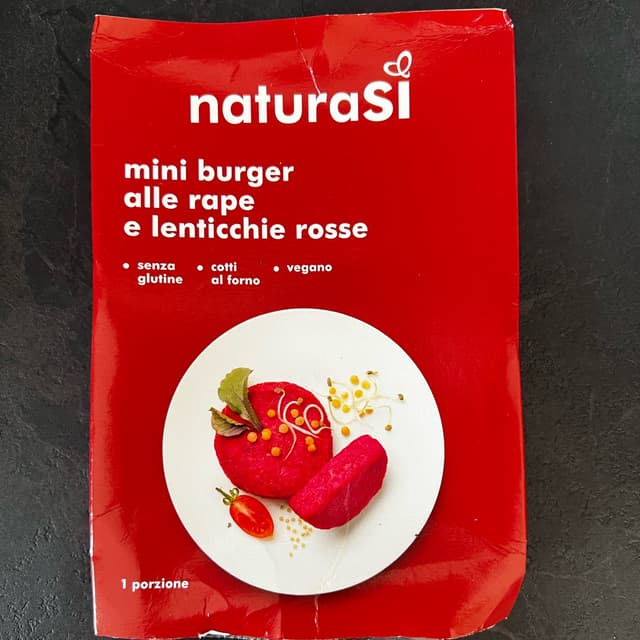 naturasì
mini burger
alle rape
e lenticchie rosse
• senza glutine • cotti al forno • vegano
1 porzione